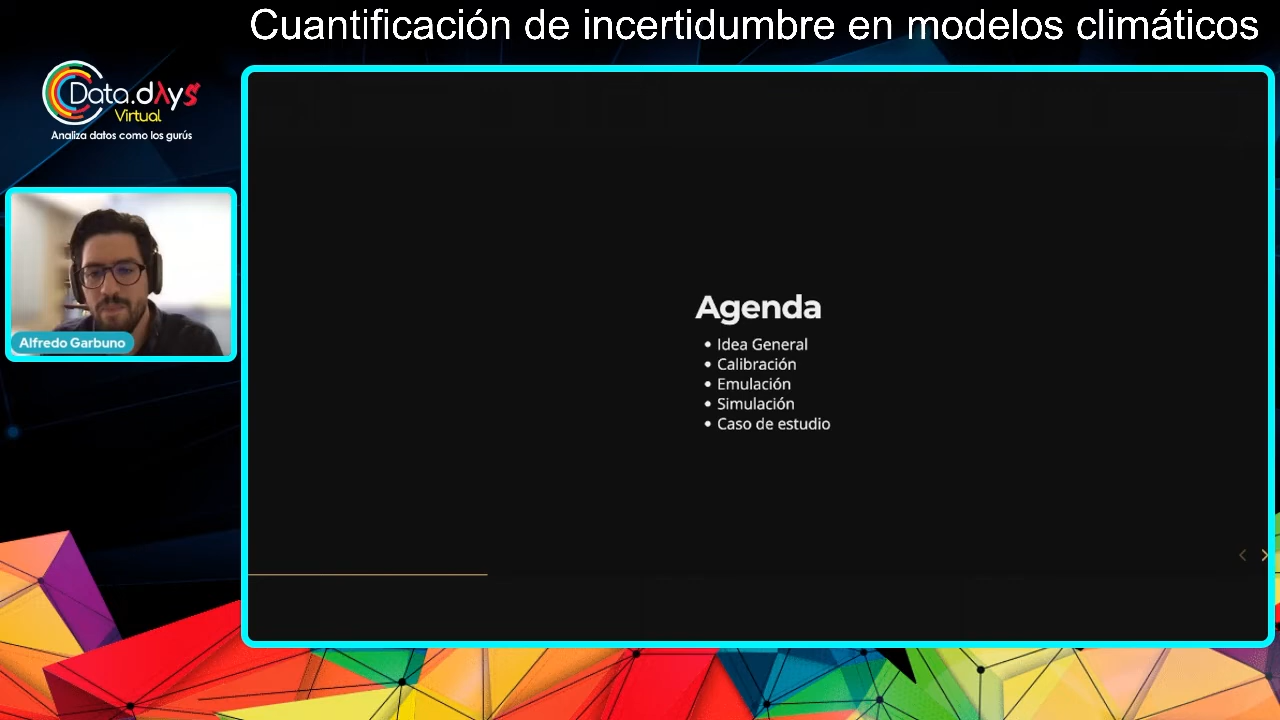 Cuantificación de incertidumbre en modelos climáticos
Data.dAys
Virtual
Analiza datos como los gurús
Alfredo Garbuno
Agenda
• Idea General
• Calibración
• Emulación
• Simulación
• Caso de estudio